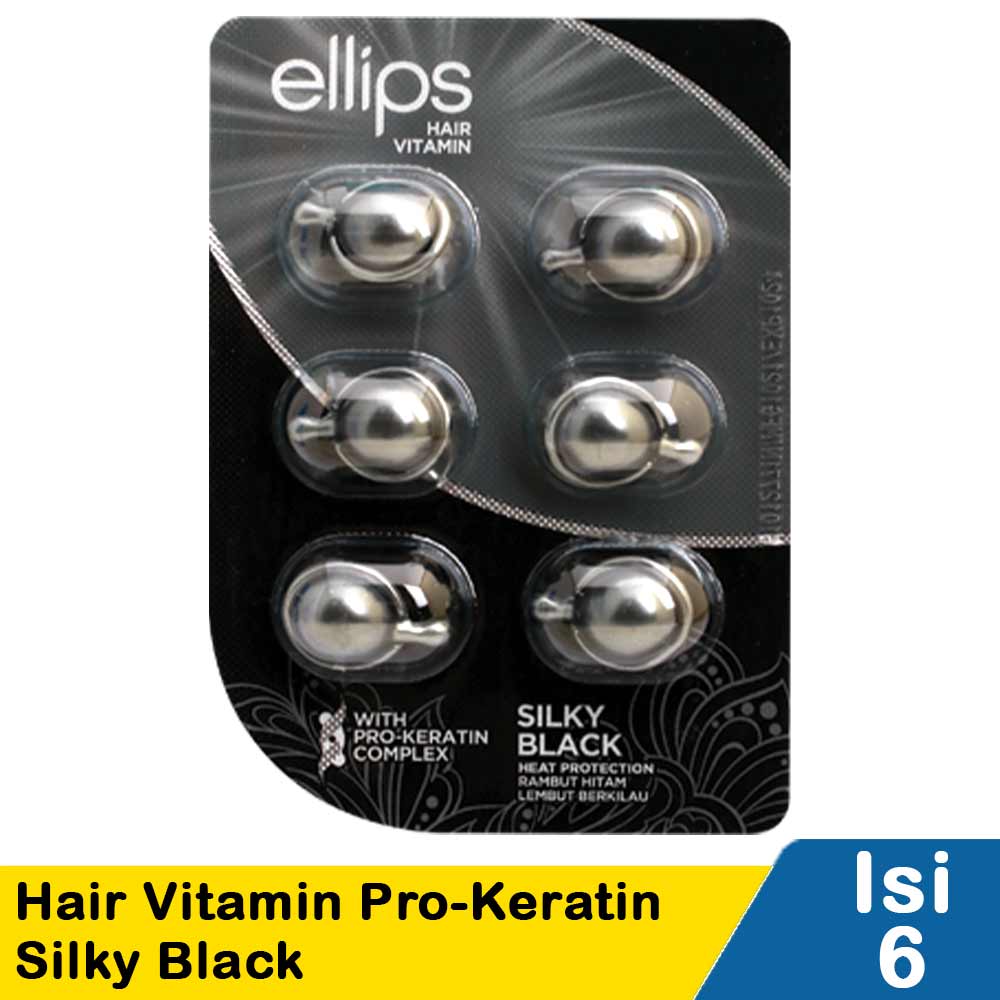 ellips
HAIR
VITAMIN
WITH
PRO-KERATIN
COMPLEX
SILKY
BLACK
HEAT PROTECTION
RAMBUT HITAM
LEMBUT BERKILAU
Hair Vitamin Pro-Keratin
Silky Black
Isi
6